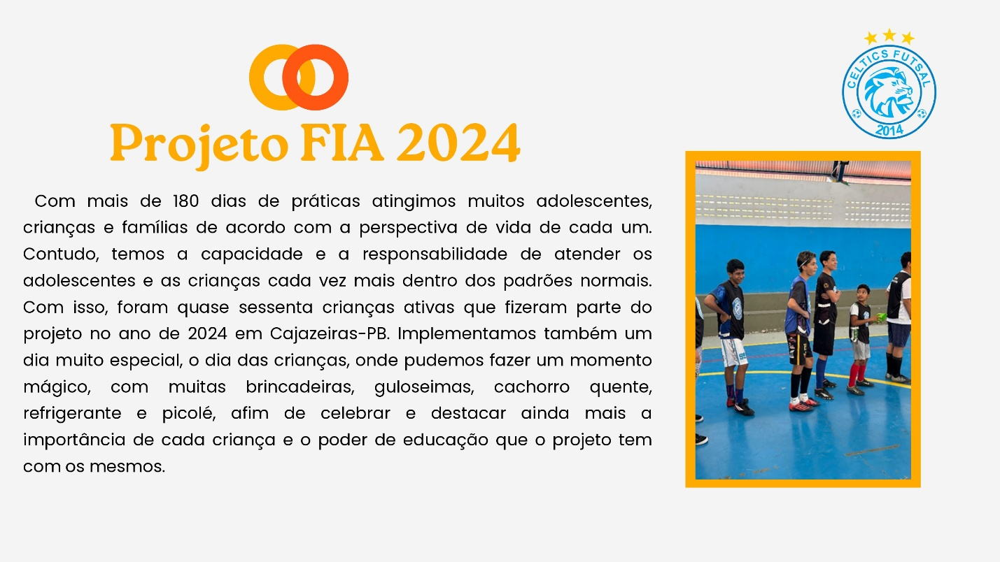 CELTICS FUTSAL
2014
Projeto FIA 2024
Com mais de 180 dias de práticas atingimos muitos adolescentes,
crianças e famílias de acordo com a perspectiva de vida de cada um.
Contudo, temos a capacidade e a responsabilidade de atender os
adolescentes e as crianças cada vez mais dentro dos padrões normais.
Com isso, foram quase sessenta crianças ativas que fizeram parte do
projeto no ano de 2024 em Cajazeiras-PB. Implementamos também um
dia muito especial, o dia das crianças, onde pudemos fazer um momento
mágico, com muitas brincadeiras, guloseimas, cachorro quente,
refrigerante e picolé, afim de celebrar e destacar ainda mais a
importância de cada criança e o poder de educação que o projeto tem
com os mesmos.